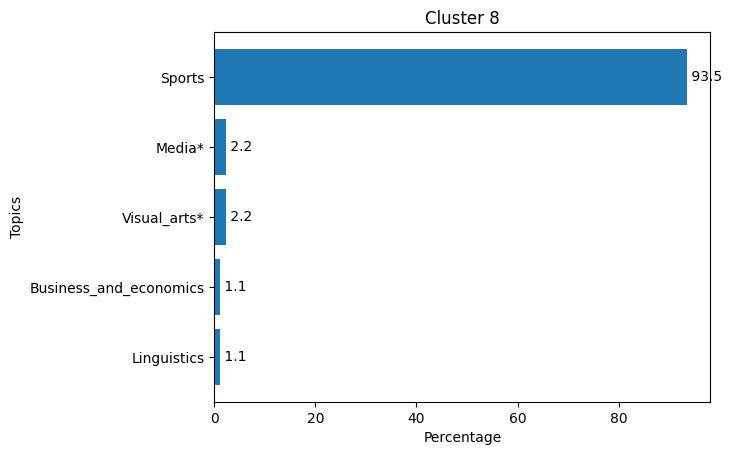 Cluster 8
Topics
Sports
93.5
Media*
2.2
Visual_arts*
2.2
Business_and_economics
1.1
Linguistics
1.1
0
20
40
60
80
Percentage